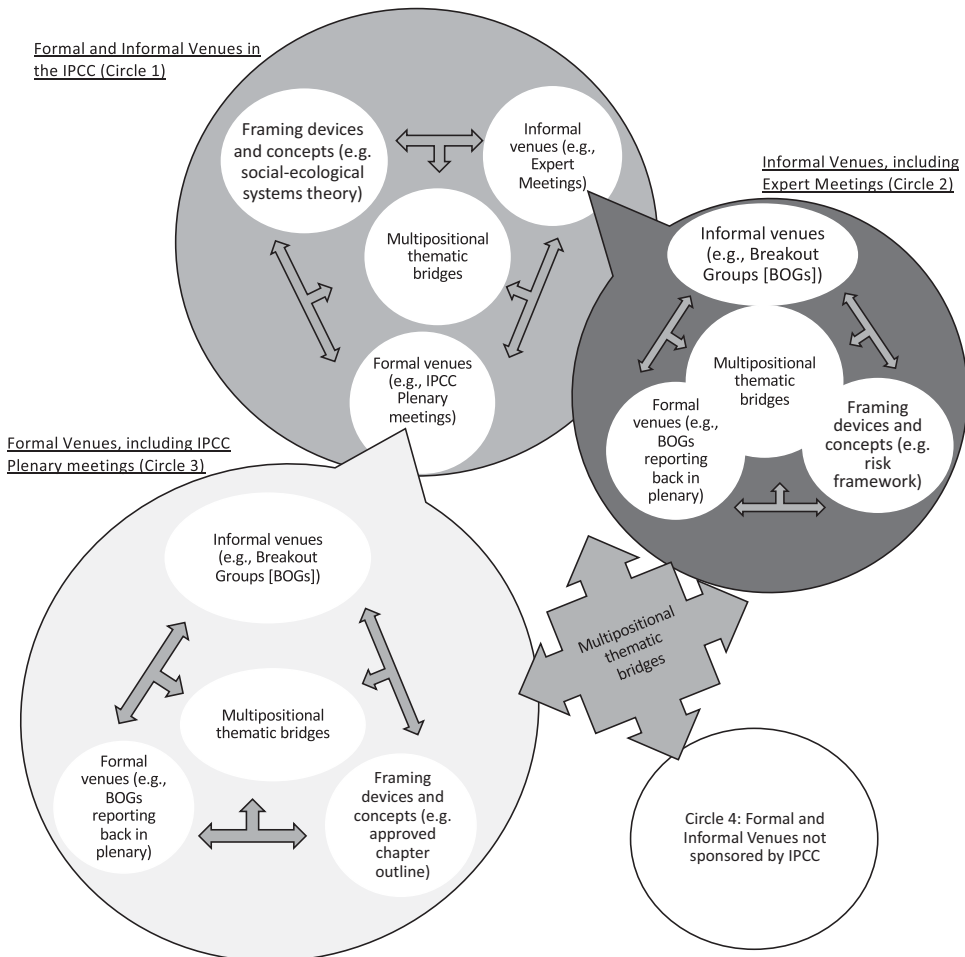 Formal and Informal Venues in
the IPCC (Circle 1)
Framing devices
and concepts (e.g.
social-ecological
systems theory)
Informal
venues (e.g.,
Expert
Meetings)
Multipositional
thematic
bridges
Formal venues
(e.g., IPCC
Plenary
meetings)
Informal Venues, including
Expert Meetings (Circle 2)
Informal venues
(e.g., Breakout
Groups [BOGs])
Multipositional
thematic
bridges
Formal
venues (e.g.,
BOGs
reporting
back in
plenary)
Framing
devices and
concepts (e.g.
risk
framework)
Formal Venues, including IPCC
Plenary meetings (Circle 3)
Informal venues
(e.g., Breakout
Groups [BOGs])
Multipositional
thematic bridges
Formal
venues (e.g.,
BOGs
reporting
back in
plenary)
Framing
devices and
concepts (e.g.
approved
chapter
outline)
Multipositional
thematic
bridges
Circle 4: Formal and
Informal Venues not
sponsored by IPCC